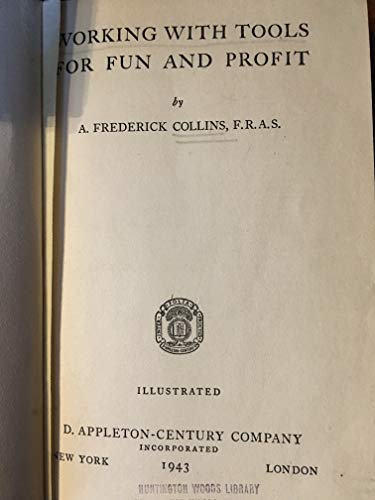 WORKING WITH TOOLS
FOR FUN AND PROFIT
by
A. FREDERICK COLLINS, F.R.A.S.
ILLUSTRATED
D. APPLETON-CENTURY COMPANY
INCORPORATED
NEW YORK 1943 LONDON
HUNTINGTON WOODS LIBRARY